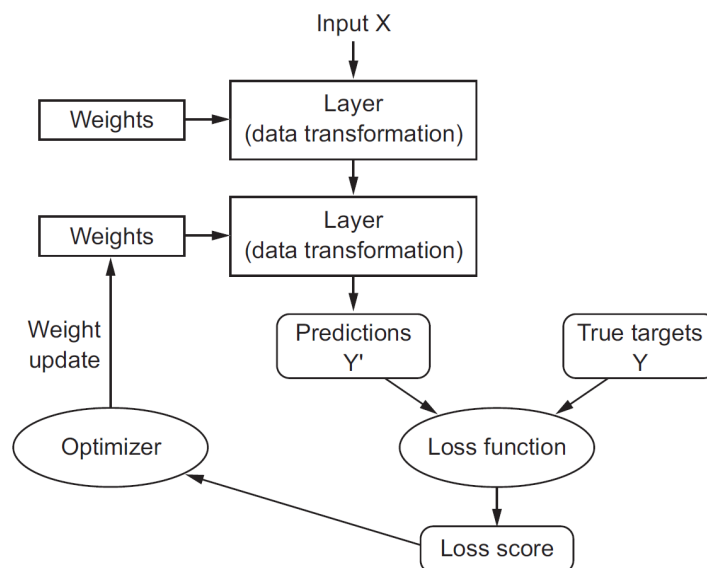 Input X
Layer
(data transformation)
Weights
Layer
(data transformation)
Weights
Weight
update
Predictions
Y'
True targets
Y
Optimizer
Loss function
Loss score